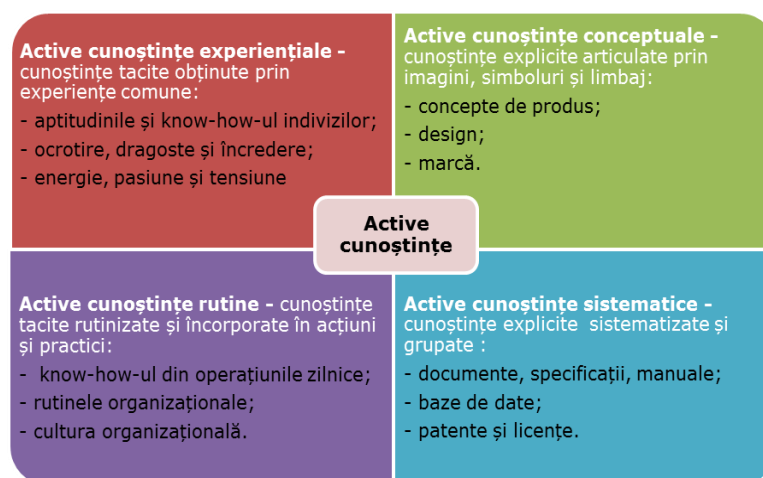 Active cunoștințe experiențiale –
cunoștințe tacite obținute prin
experiențe comune:
- aptitudinile și know-how-ul indivizilor;
- ocrotire, dragoste și încredere;
- energie, pasiune și tensiune
Active cunoștințe conceptuale –
cunoștințe explicite articulate prin
imagini, simboluri și limbaj:
- concepte de produs;
- design;
- marcă.
Active
cunoștințe
Active cunoștințe rutine – cunoștințe
tacite rutinizate și încorporate în acțiuni
și practici:
- know-how-ul din operațiunile zilnice;
- rutinele organizaționale;
- cultura organizațională.
Active cunoștințe sistematice –
cunoștințe explicite  sistematizate și
grupate :
- documente, specificații, manuale;
- baze de date;
- patente și licențe.